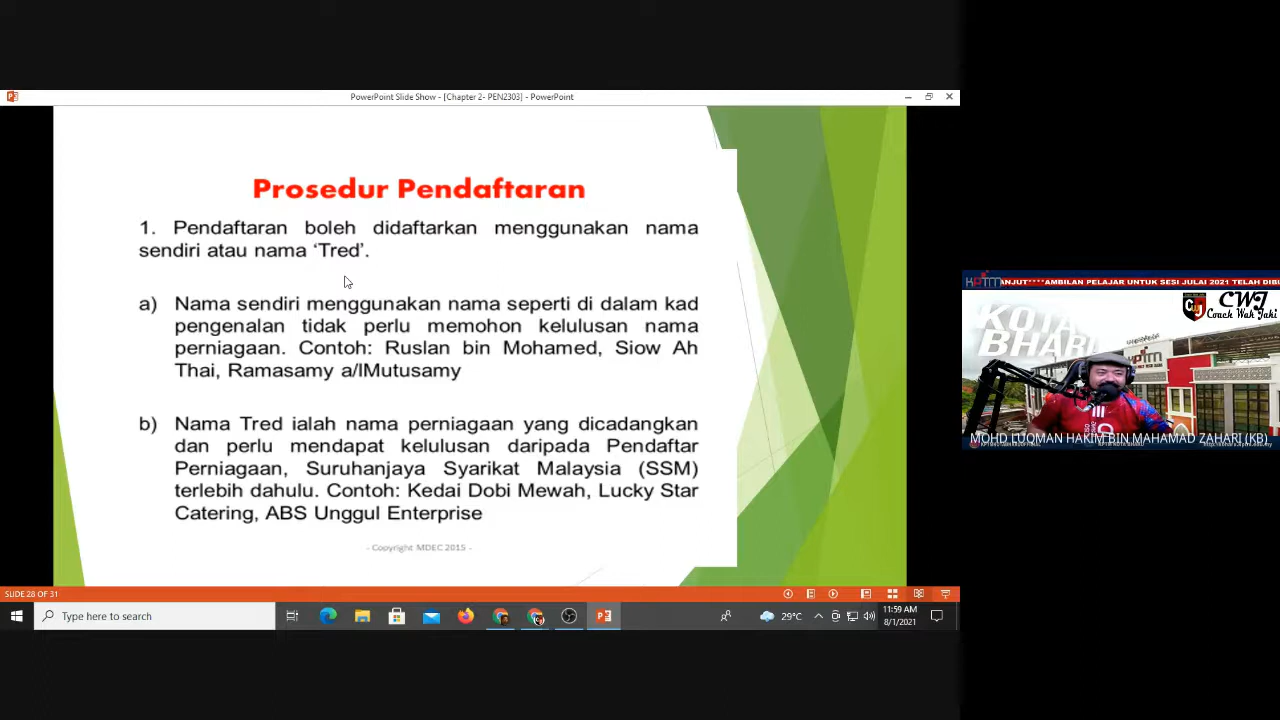 PowerPoint Slide Show - [Chapter 2- PEN2303] - PowerPoint
Prosedur Pendaftaran
1. Pendaftaran boleh didaftarkan menggunakan nama
sendiri atau nama ‘Tred’.
a) Nama sendiri menggunakan nama seperti di dalam kad
pengenalan tidak perlu memohon kelulusan nama
perniagaan. Contoh: Ruslan bin Mohamed, Siow Ah
Thai, Ramasamy a/lMutusamy
b) Nama Tred ialah nama perniagaan yang dicadangkan
dan perlu mendapat kelulusan daripada Pendaftar
Perniagaan, Suruhanjaya Syarikat Malaysia (SSM)
terlebih dahulu. Contoh: Kedai Dobi Mewah, Lucky Star
Catering, ABS Unggul Enterprise
- Copyright MDEC 2015 -
SLIDE 28 OF 31
Type here to search
29°C
11:59 AM
8/1/2021
KPTM
ANJUT****AMBILAN PELAJAR UNTUK SESI JULAI 2021 TELAH DIBU
CWJ
Coach Wak Jaki
KOTA
BHARU
MOHD LUQMAN HAKIM BIN MAHAMAD ZAHARI (KB)